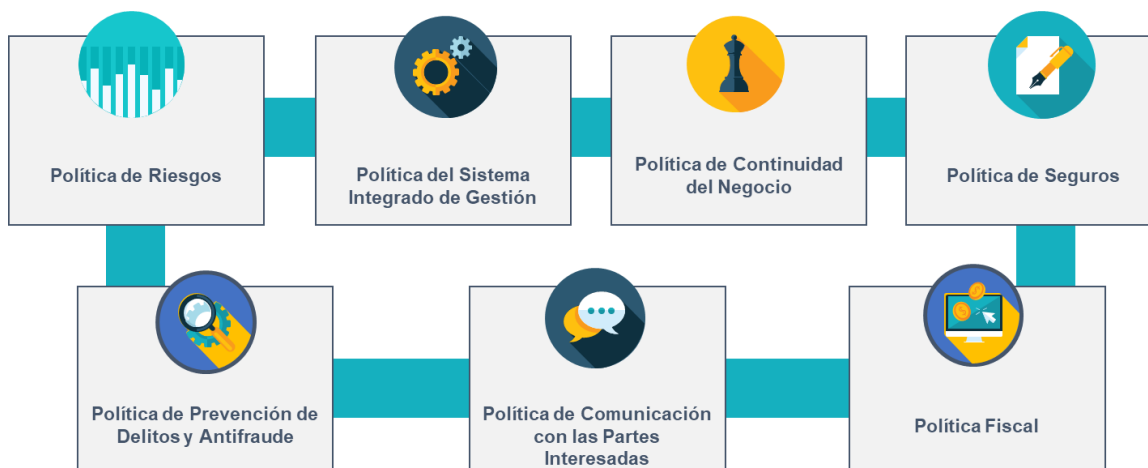 Política de Riesgos
Política del Sistema
Integrado de Gestión
Política de Continuidad
del Negocio
Política de Seguros
Política de Prevención de
Delitos y Antifraude
Política de Comunicación
con las Partes
Interesadas
Política Fiscal